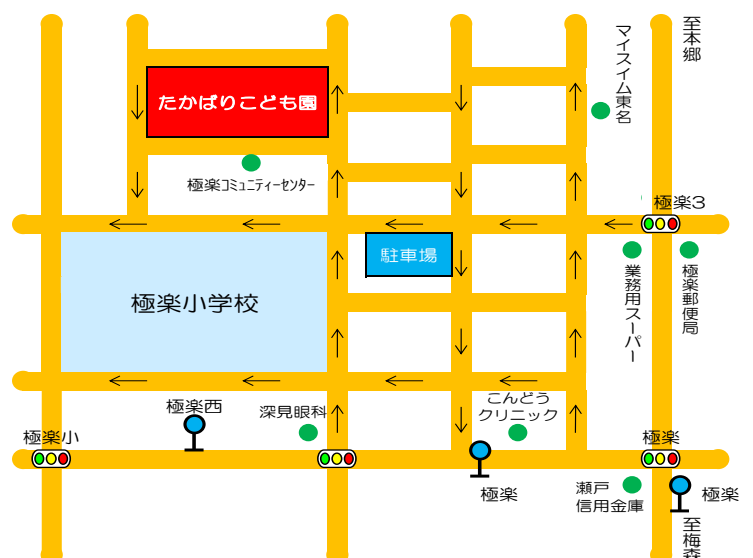 至本郷
マイスイム東名
たかばりこども園
極楽コミュニティーセンター
極楽3
駐車場
極楽小学校
業務用スーパー
極楽郵便局
極楽西
深見眼科
こんどう
クリニック
極楽小
極楽
極楽
瀬戸
信用金庫
極楽
至梅森